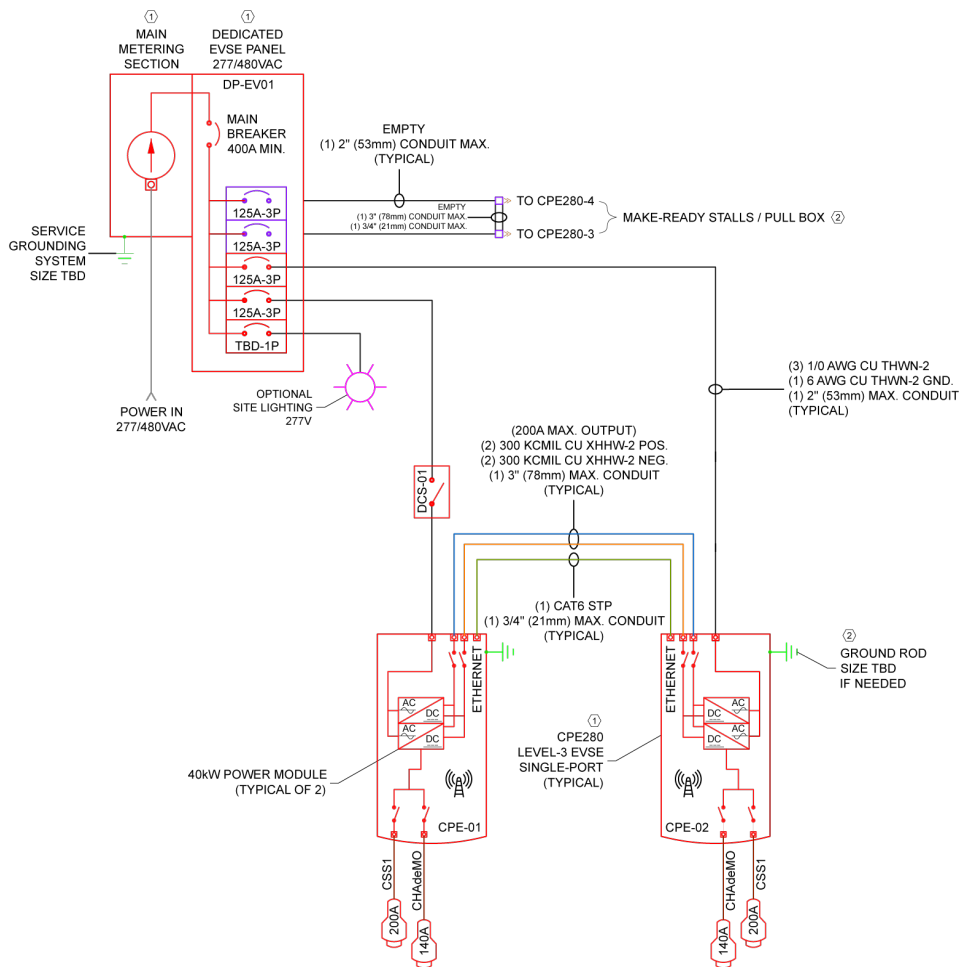 1
MAIN
METERING
SECTION
1
DEDICATED
EVSE PANEL
277/480VAC
DP-EV01
MAIN
BREAKER
400A MIN.
EMPTY
(1) 2" (53mm) CONDUIT MAX.
(TYPICAL)
125A-3P
125A-3P
125A-3P
125A-3P
TBD-1P
EMPTY
(1) 3" (78mm) CONDUIT MAX.
(1) 3/4" (21mm) CONDUIT MAX.
TO CPE280-4
TO CPE280-3
MAKE-READY STALLS / PULL BOX 2
SERVICE
GROUNDING
SYSTEM
SIZE TBD
POWER IN
277/480VAC
OPTIONAL
SITE LIGHTING
277V
(3) 1/0 AWG CU THWN-2
(1) 6 AWG CU THWN-2 GND.
(1) 2" (53mm) MAX. CONDUIT
(TYPICAL)
(200A MAX. OUTPUT)
(2) 300 KCMIL CU XHHW-2 POS.
(2) 300 KCMIL CU XHHW-2 NEG.
(1) 3" (78mm) MAX. CONDUIT
(TYPICAL)
DCS-01
(1) CAT6 STP
(1) 3/4" (21mm) MAX. CONDUIT
(TYPICAL)
ETHERNET
AC
DC
AC
DC
CPE-01
40kW POWER MODULE
(TYPICAL OF 2)
1
CPE280
LEVEL-3 EVSE
SINGLE-PORT
(TYPICAL)
ETHERNET
AC
DC
AC
DC
CPE-02
2
GROUND ROD
SIZE TBD
IF NEEDED
CSS1
200A
CHAdeMO
140A
CHAdeMO
140A
CSS1
200A